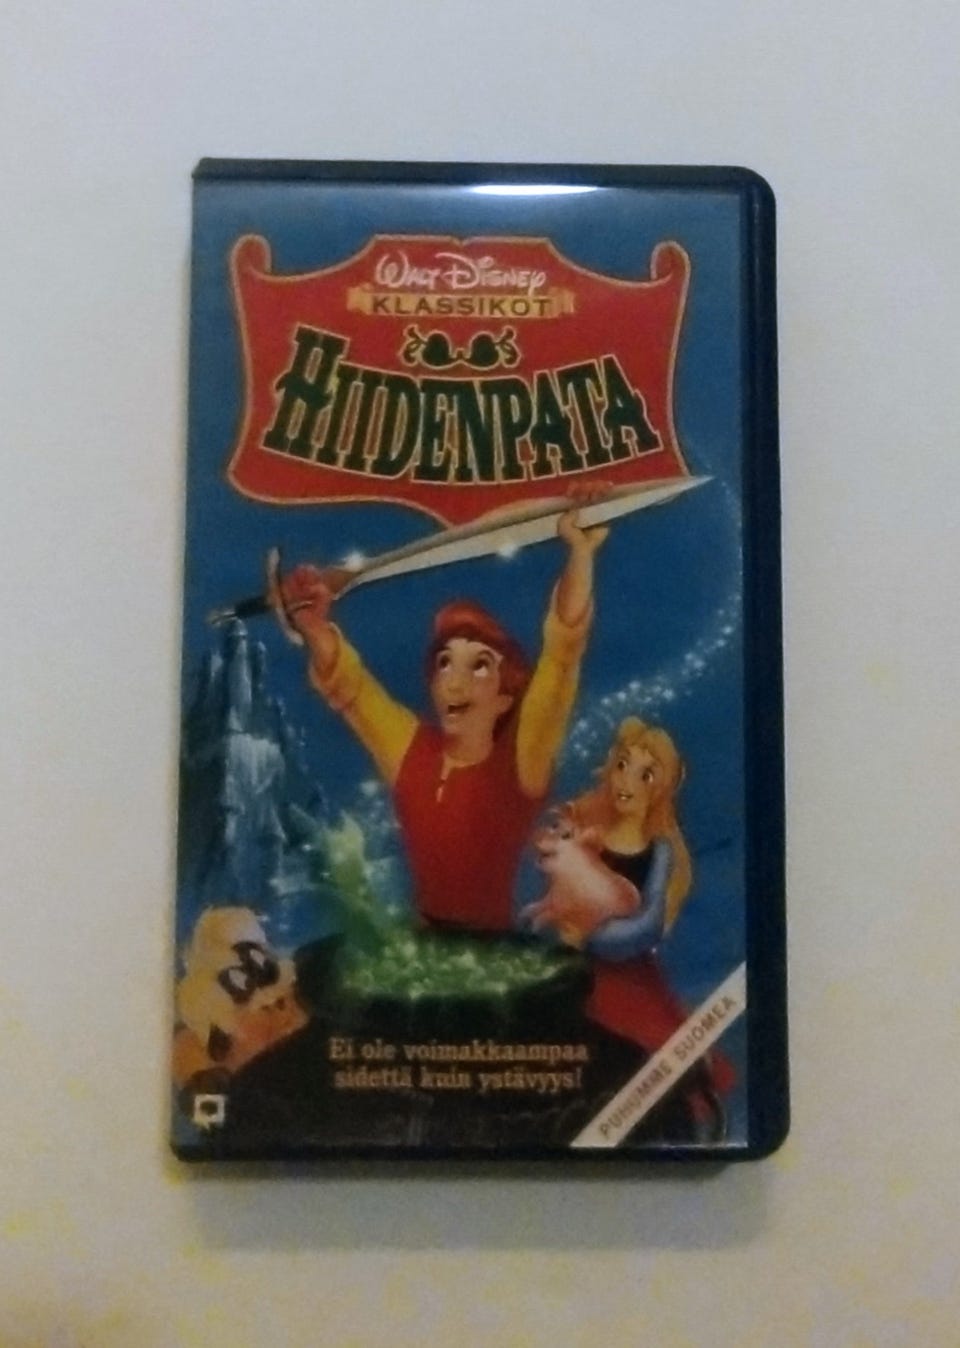 Walt Disney
KLASSIKOT
HIIDENPATA
Ei ole voimakkaampaa
sidettä kuin ystävyys!
PUHUMME SUOMEA